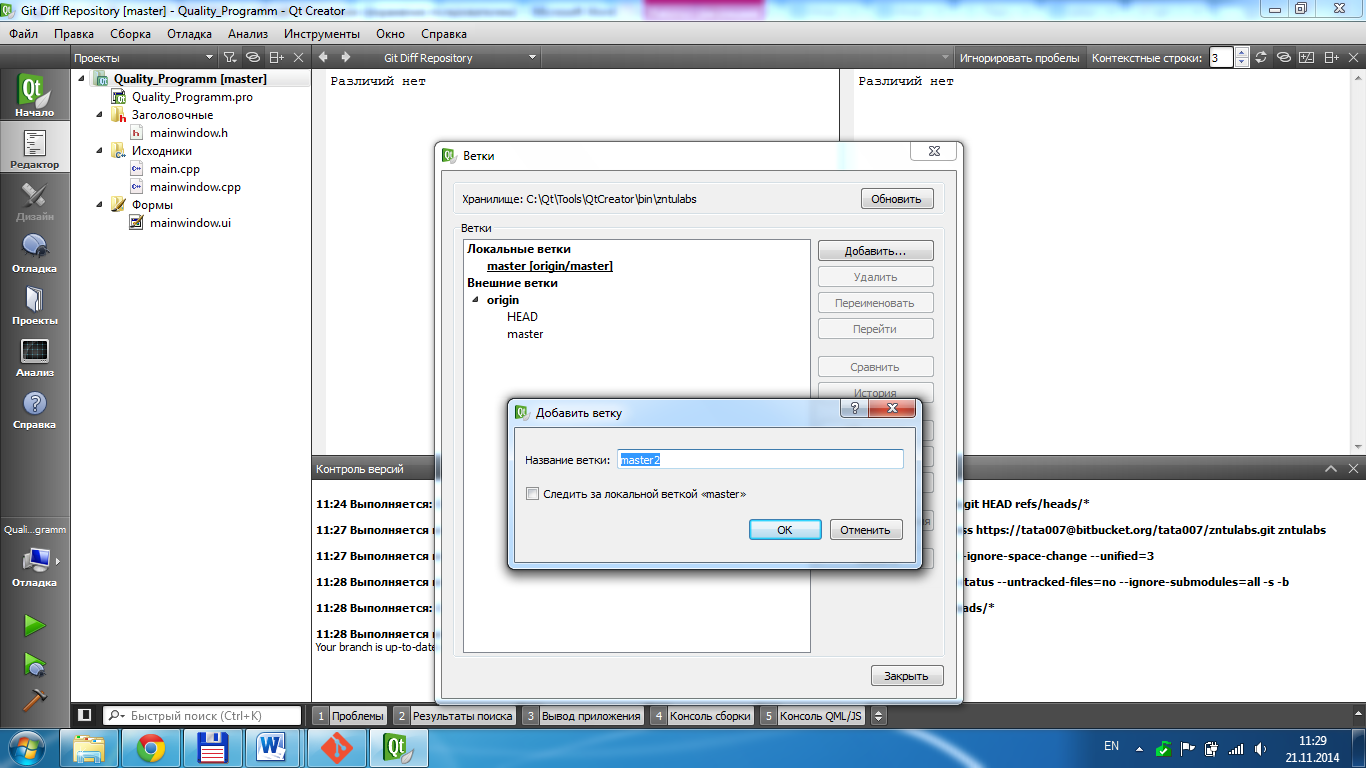 Git Diff Repository [master] - Quality_Programm - Qt Creator
Файл Правка Сборка Отладка Анализ Инструменты Окно Справка
Проекты Git Diff Repository Игнорировать пробелы Контекстные строки: 3
Начало
Редактор
Дизайн
Отладка
Проекты
Анализ
Справка
Quality_Programm [master]
Quality_Programm.pro
Заголовочные
mainwindow.h
Исходники
main.cpp
mainwindow.cpp
Формы
mainwindow.ui
Различий нет
Различий нет
Ветки
Хранилище: C:\Qt\Tools\QtCreator\bin\zntulabs Обновить
Ветки
Локальные ветки
master [origin/master]
Внешние ветки
origin
HEAD
master
Добавить...
Удалить
Переименовать
Перейти
Сравнить
История
Добавить ветку
Название ветки: master2
Следить за локальной веткой «master»
OK Отменить
Закрыть
Контроль версий
11:24 Выполняется: git HEAD refs/heads/*
11:27 Выполняется ss https://tata007@bitbucket.org/tata007/zntulabs.git zntulabs
11:27 Выполняется -ignore-space-change --unified=3
11:28 Выполняется tatus --untracked-files=no --ignore-submodules=all -s -b
11:28 Выполняется: ads/*
11:28 Выполняется
Your branch is up-to-date
Quali...gramm
Отладка
Быстрый поиск (Ctrl+K) 1 Проблемы 2 Результаты поиска 3 Вывод приложения 4 Консоль сборки 5 Консоль QML/JS
EN 11:29
21.11.2014